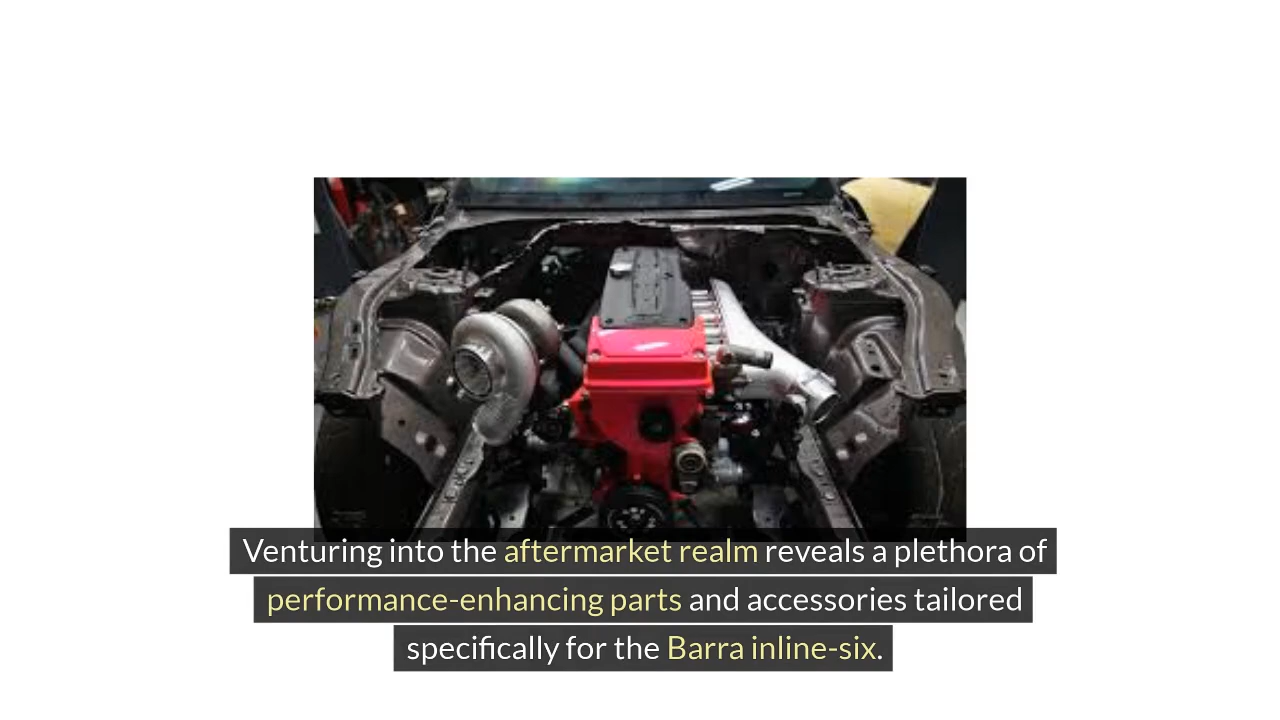 Venturing into the aftermarket realm reveals a plethora of
performance-enhancing parts and accessories tailored
specifically for the Barra inline-six.